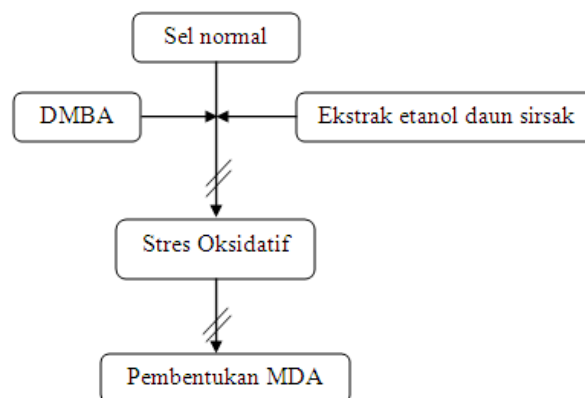 Sel normal
DMBA
Ekstrak etanol daun sirsak
Stres Oksidatif
Pembentukan MDA